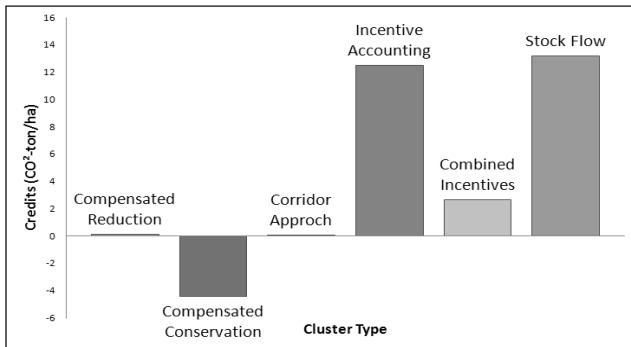 16
14
12
10
8
6
4
2
0
-2
-4
-6
Credits (CO²-ton/ha)
Compensated
Reduction
Compensated
Conservation
Corridor
Approch
Incentive
Accounting
Combined
Incentives
Stock Flow
Cluster Type